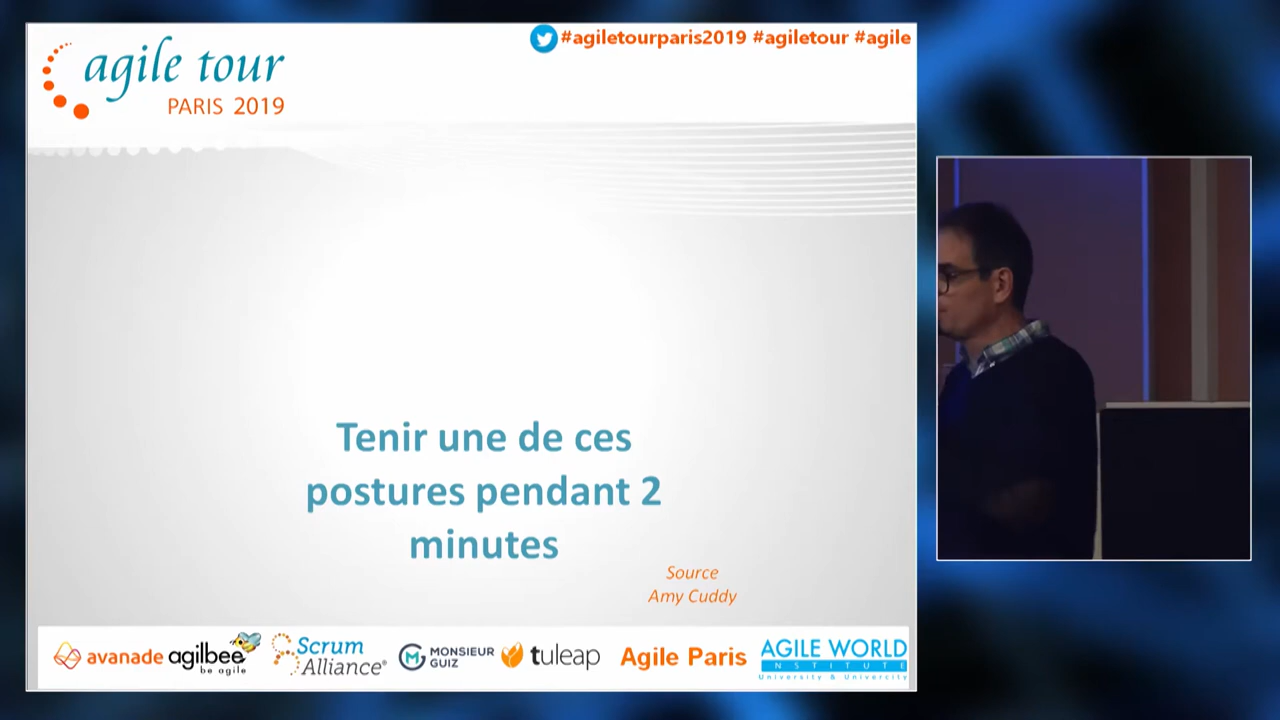 agile tour
PARIS 2019
#agiletourparis2019 #agiletour #agile
Tenir une de ces
postures pendant 2
minutes
Source
Amy Cuddy
avanade
agilbee
be agile
Scrum
Alliance®
MONSIEUR
GUIZ
tuleap
Agile Paris
AGILE WORLD
INSTITUTE
University & Univercity